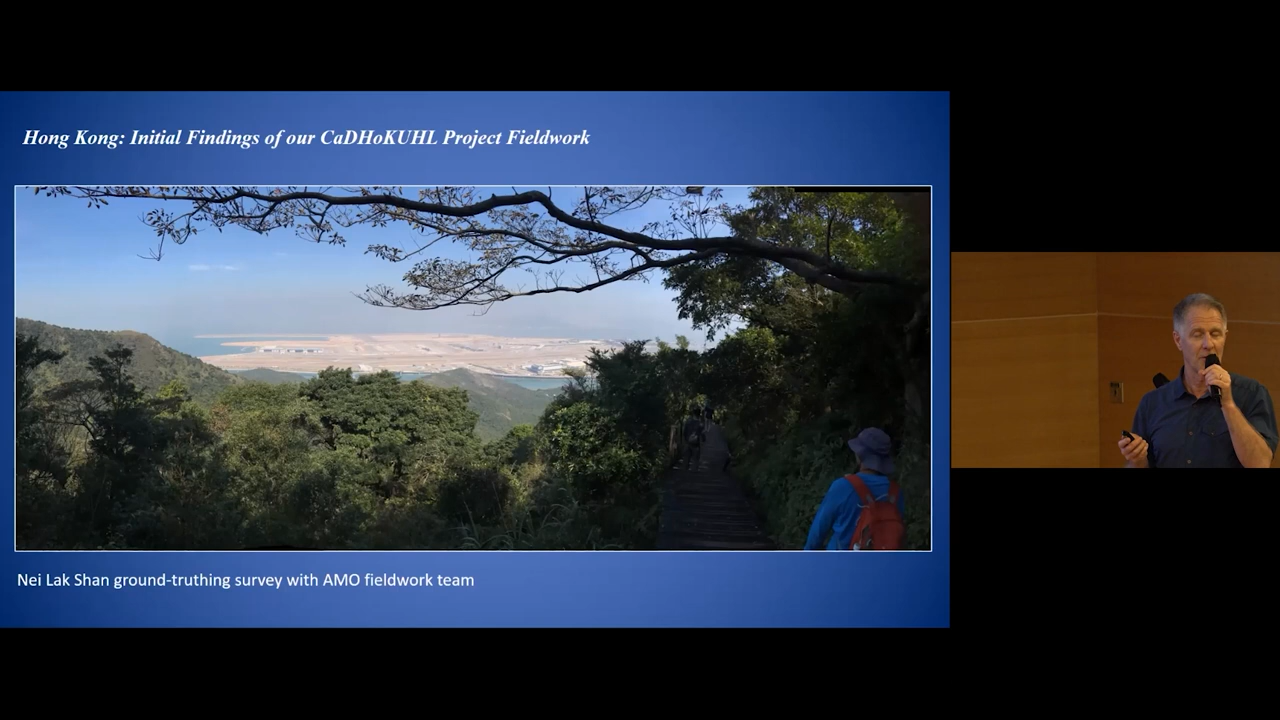 Hong Kong: Initial Findings of our CaDHoKUHL Project Fieldwork
Nei Lak Shan ground-truthing survey with AMO fieldwork team